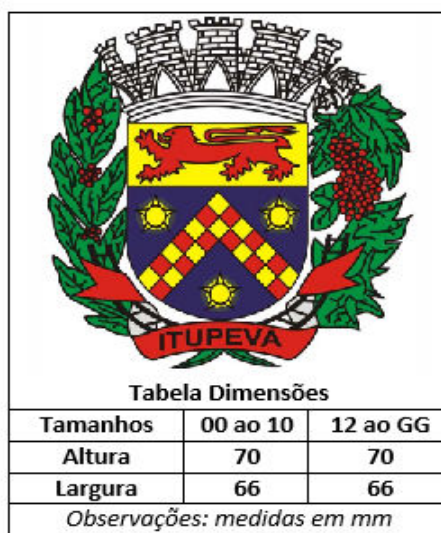 ITUPEVA
Tabela Dimensões
Tamanhos 00 ao 10 12 ao GG
Altura 70 70
Largura 66 66
Observações: medidas em mm